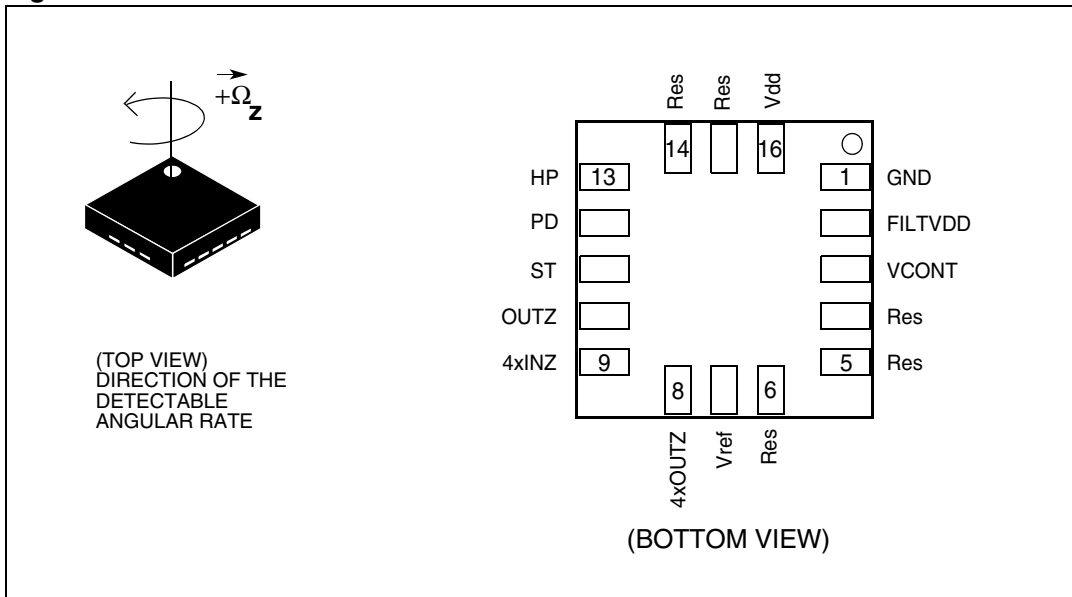 +Ω
z
(TOP VIEW)
DIRECTION OF THE
DETECTABLE
ANGULAR RATE
Res
Res
Vdd
14
16
HP
13
1
GND
PD
FILTVDD
ST
VCONT
OUTZ
Res
4xINZ
9
5
Res
8
6
4xOUTZ
Vref
Res
(BOTTOM VIEW)